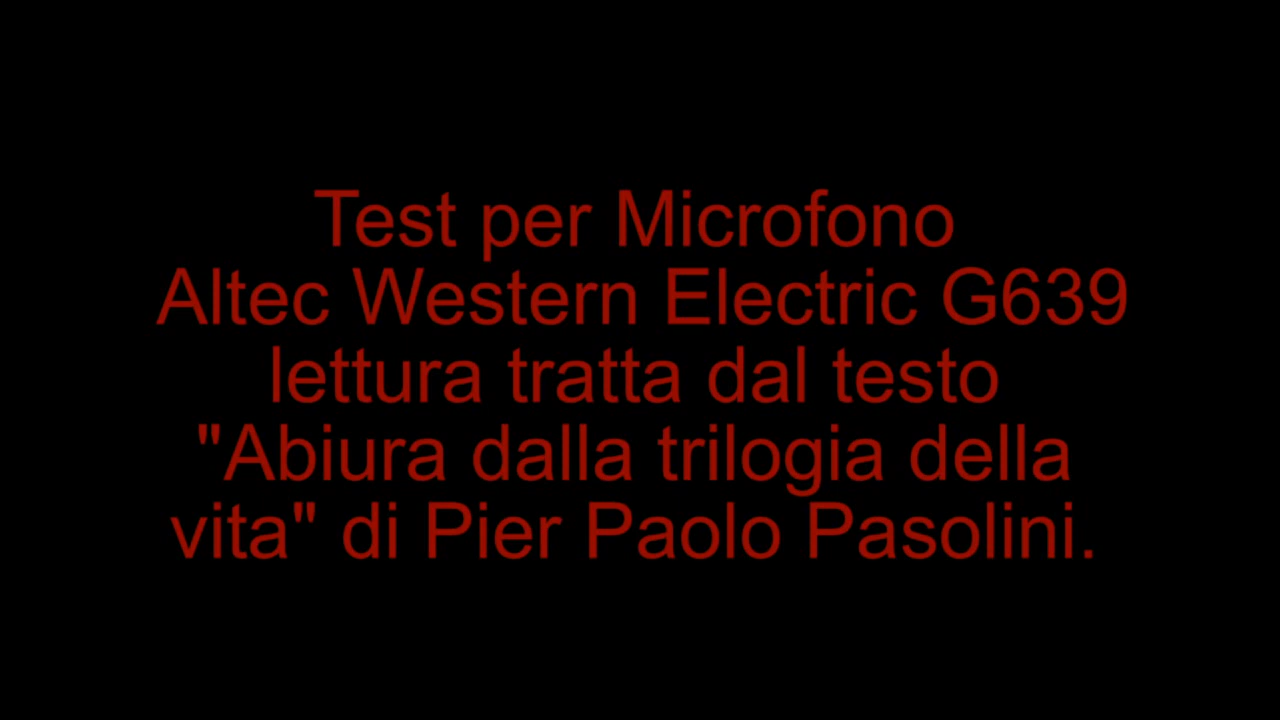 Test per Microfono
Altec Western Electric G639
lettura tratta dal testo
"Abiura dalla trilogia della
vita" di Pier Paolo Pasolini.